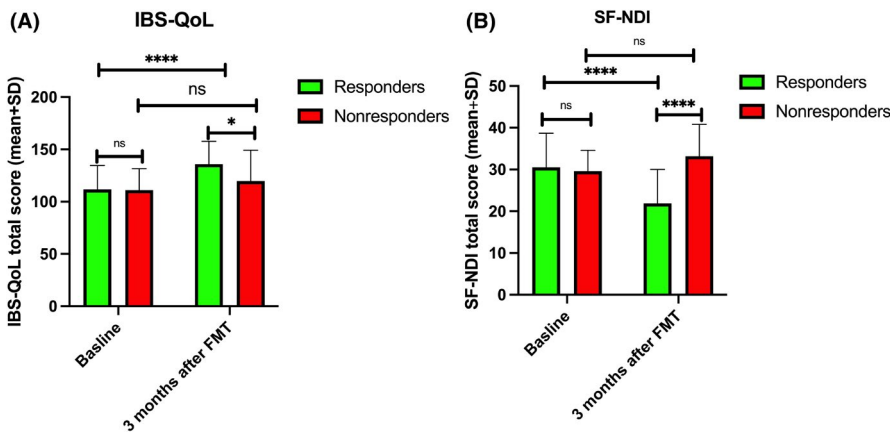 (A)
IBS-QoL
****
ns
ns
*
Responders
Nonresponders
IBS-QoL total score (mean+SD)
200
150
100
50
0
Basline
3 months after FMT
(B)
SF-NDI
ns
****
ns
****
Responders
Nonresponders
SF-NDI total score (mean+SD)
50
40
30
20
10
0
Basline
3 months after FMT